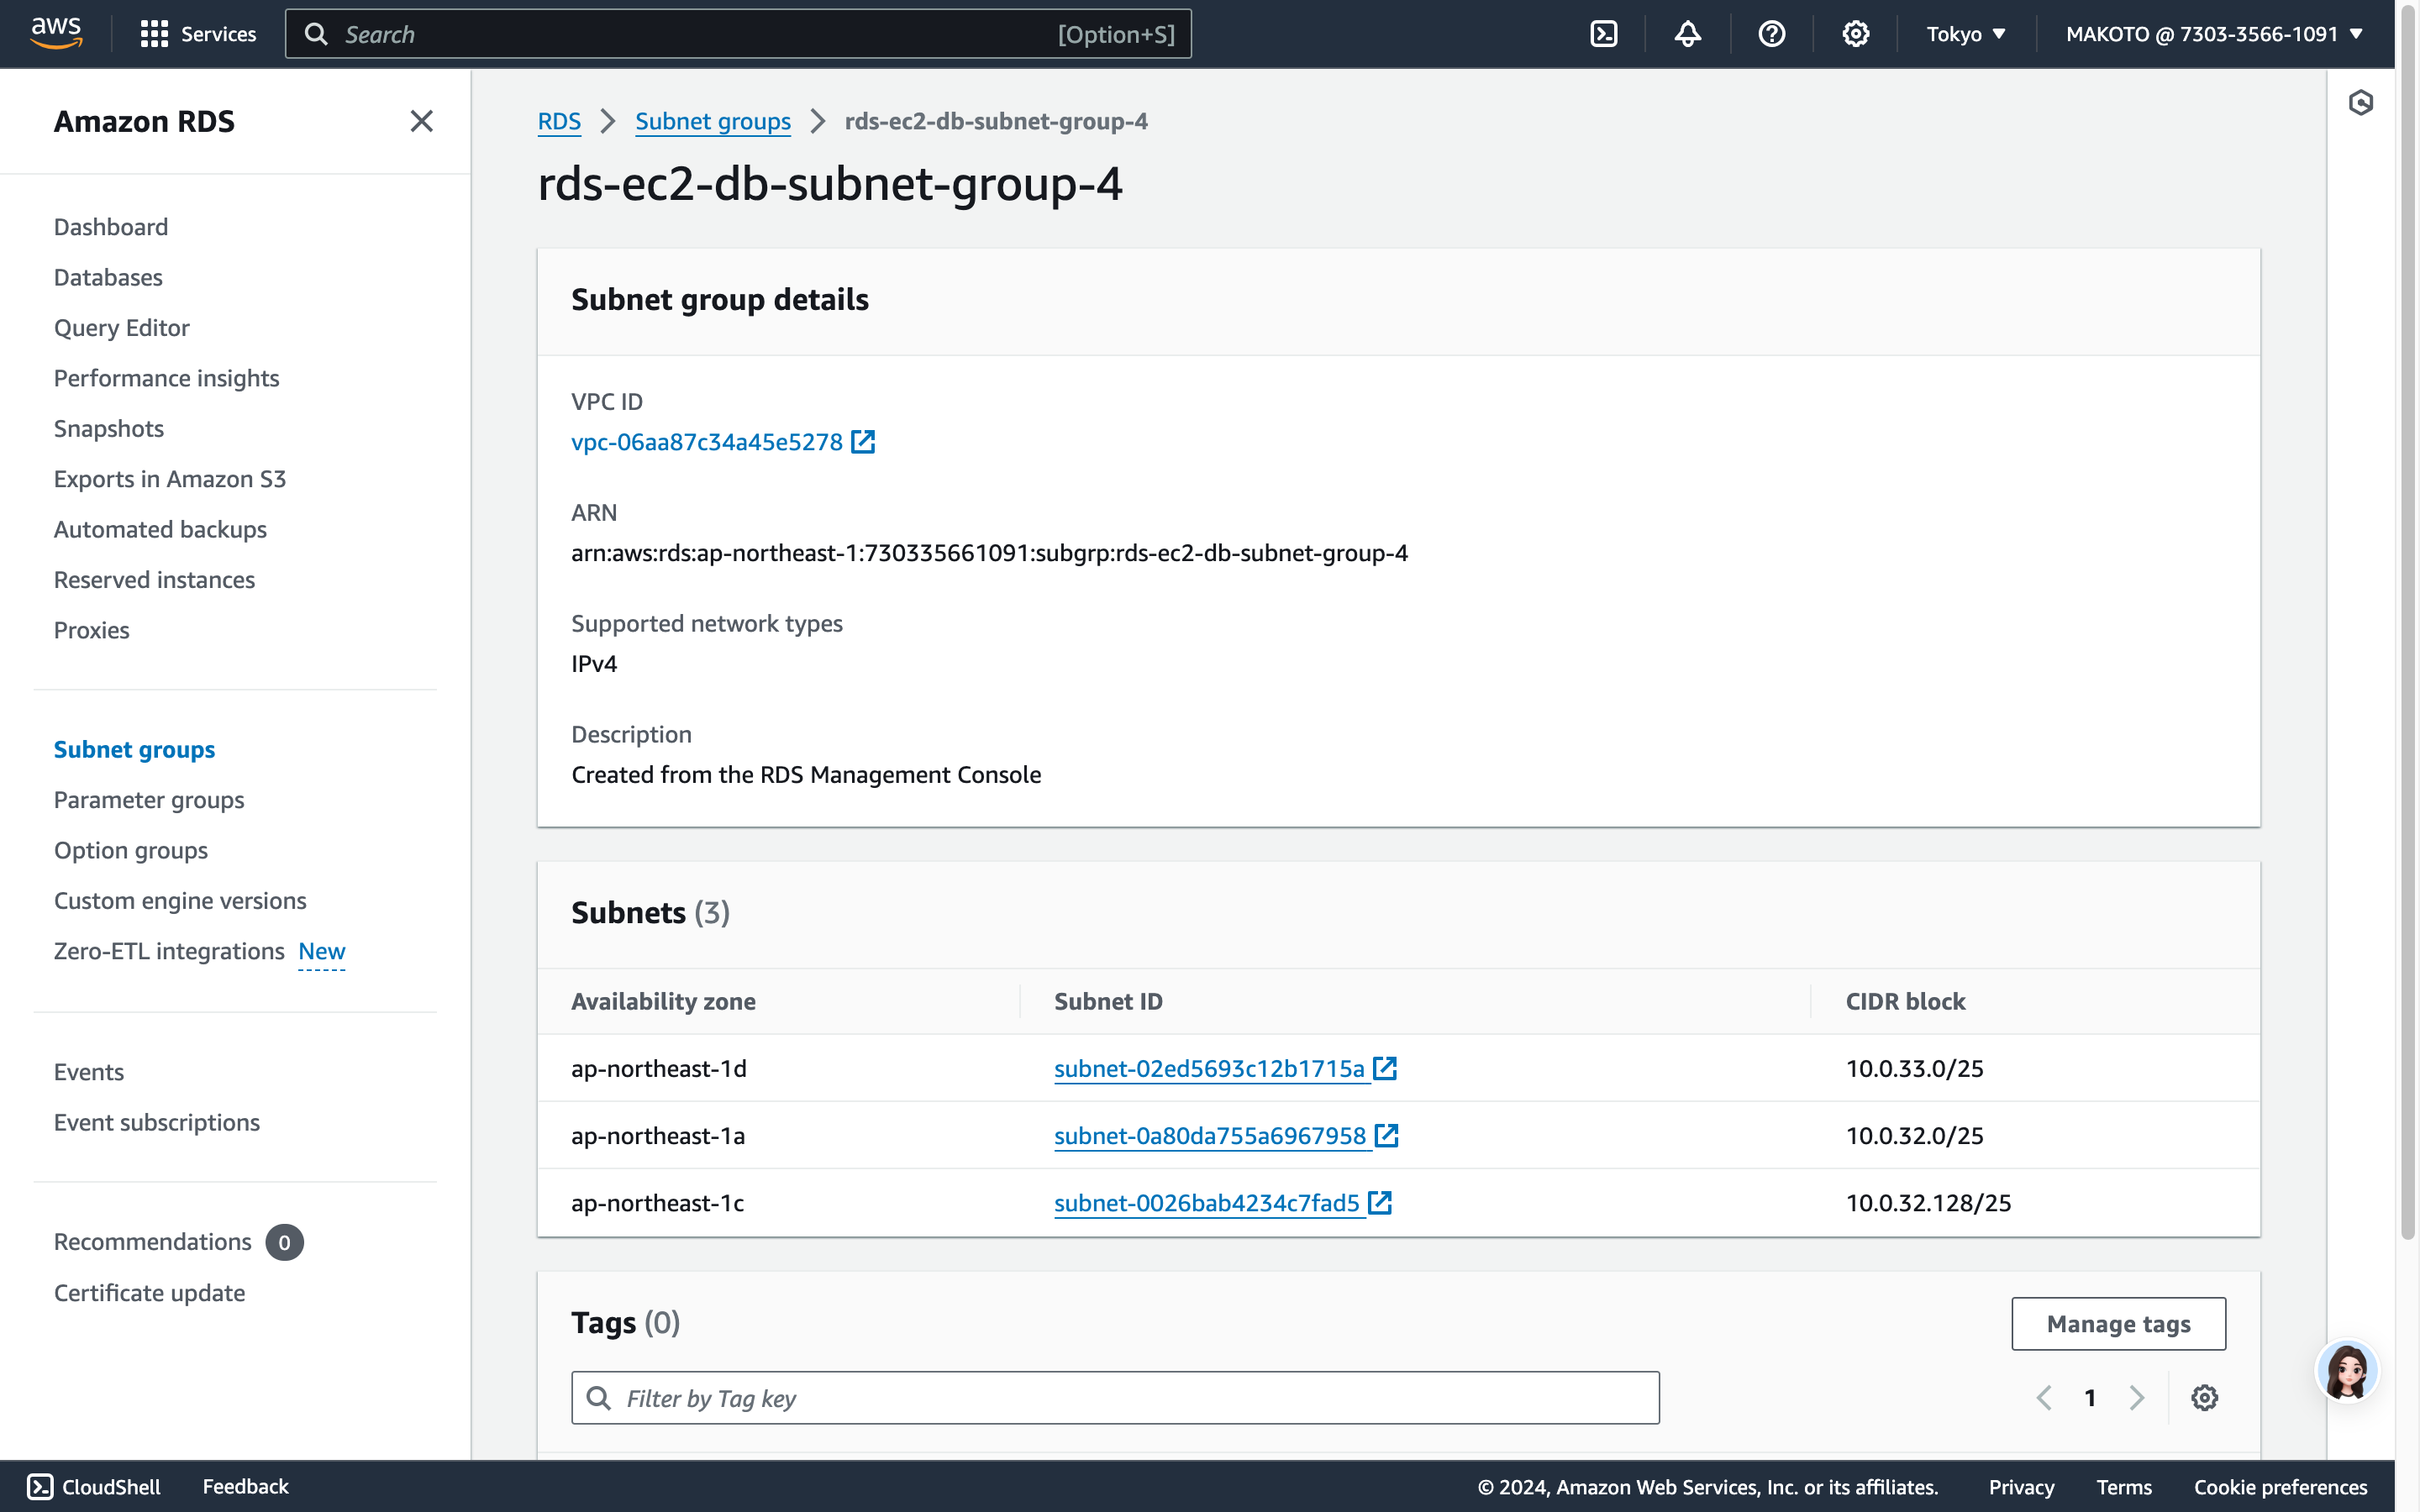 aws
Services
Search
[Option+S]
Tokyo
MAKOTO @ 7303-3566-1091
Amazon RDS
Dashboard
Databases
Query Editor
Performance insights
Snapshots
Exports in Amazon S3
Automated backups
Reserved instances
Proxies
Subnet groups
Parameter groups
Option groups
Custom engine versions
Zero-ETL integrations New
Events
Event subscriptions
Recommendations 0
Certificate update
RDS > Subnet groups > rds-ec2-db-subnet-group-4
rds-ec2-db-subnet-group-4
Subnet group details
VPC ID
vpc-06aa87c34a45e5278
ARN
arn:aws:rds:ap-northeast-1:730335661091:subgrp:rds-ec2-db-subnet-group-4
Supported network types
IPv4
Description
Created from the RDS Management Console
Subnets (3)
Availability zone Subnet ID CIDR block
ap-northeast-1d subnet-02ed5693c12b1715a 10.0.33.0/25
ap-northeast-1a subnet-0a80da755a6967958 10.0.32.0/25
ap-northeast-1c subnet-0026bab4234c7fad5 10.0.32.128/25
Tags (0)
Manage tags
Filter by Tag key
1
CloudShell
Feedback
© 2024, Amazon Web Services, Inc. or its affiliates.
Privacy
Terms
Cookie preferences